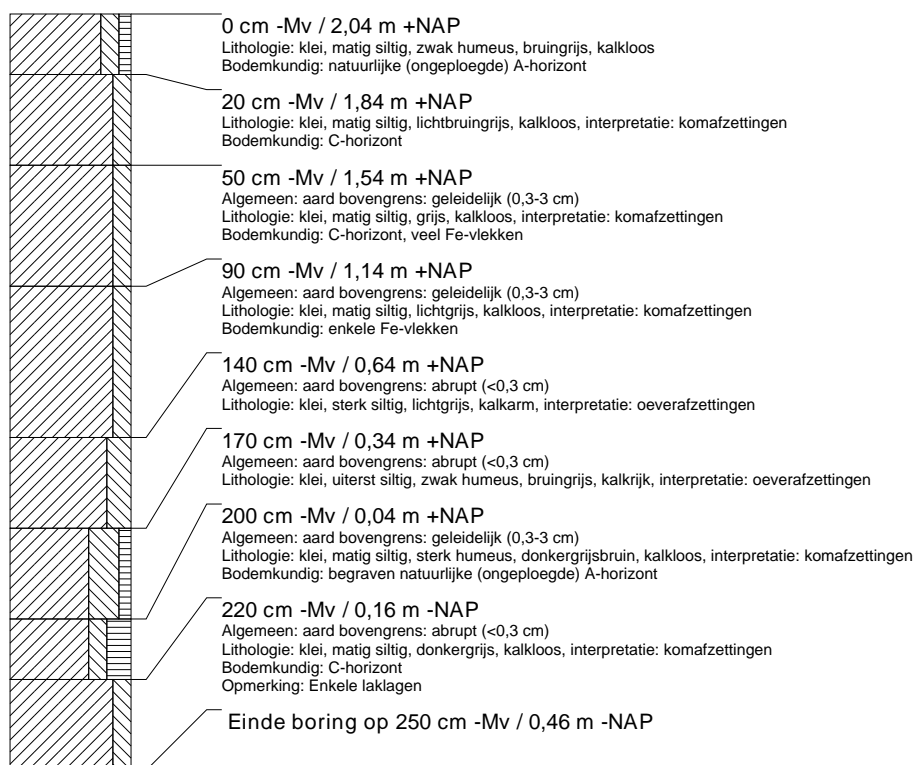 0 cm -Mv / 2,04 m +NAP
Lithologie: klei, matig siltig, zwak humeus, bruingrijs, kalkloos
Bodemkundig: natuurlijke (ongeploegde) A-horizont
20 cm -Mv / 1,84 m +NAP
Lithologie: klei, matig siltig, lichtbruingrijs, kalkloos, interpretatie: komafzettingen
Bodemkundig: C-horizont
50 cm -Mv / 1,54 m +NAP
Algemeen: aard bovengrens: geleidelijk (0,3-3 cm)
Lithologie: klei, matig siltig, grijs, kalkloos, interpretatie: komafzettingen
Bodemkundig: C-horizont, veel Fe-vlekken
90 cm -Mv / 1,14 m +NAP
Algemeen: aard bovengrens: geleidelijk (0,3-3 cm)
Lithologie: klei, matig siltig, lichtgrijs, kalkloos, interpretatie: komafzettingen
Bodemkundig: enkele Fe-vlekken
140 cm -Mv / 0,64 m +NAP
Algemeen: aard bovengrens: abrupt (<0,3 cm)
Lithologie: klei, sterk siltig, lichtgrijs, kalkarm, interpretatie: oeverafzettingen
170 cm -Mv / 0,34 m +NAP
Algemeen: aard bovengrens: abrupt (<0,3 cm)
Lithologie: klei, uiterst siltig, zwak humeus, bruingrijs, kalkrijk, interpretatie: oeverafzettingen
200 cm -Mv / 0,04 m +NAP
Algemeen: aard bovengrens: geleidelijk (0,3-3 cm)
Lithologie: klei, matig siltig, sterk humeus, donkergrijsbruin, kalkloos, interpretatie: komafzettingen
Bodemkundig: begraven natuurlijke (ongeploegde) A-horizont
220 cm -Mv / 0,16 m -NAP
Algemeen: aard bovengrens: abrupt (<0,3 cm)
Lithologie: klei, matig siltig, donkergrijs, kalkloos, interpretatie: komafzettingen
Bodemkundig: C-horizont
Opmerking: Enkele laklagen
Einde boring op 250 cm -Mv / 0,46 m -NAP